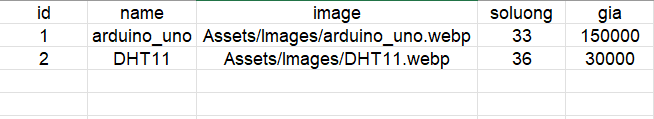 id name image soluong gia
1 arduino_uno Assets/Images/arduino_uno.webp 33 150000
2 DHT11 Assets/Images/DHT11.webp 36 30000